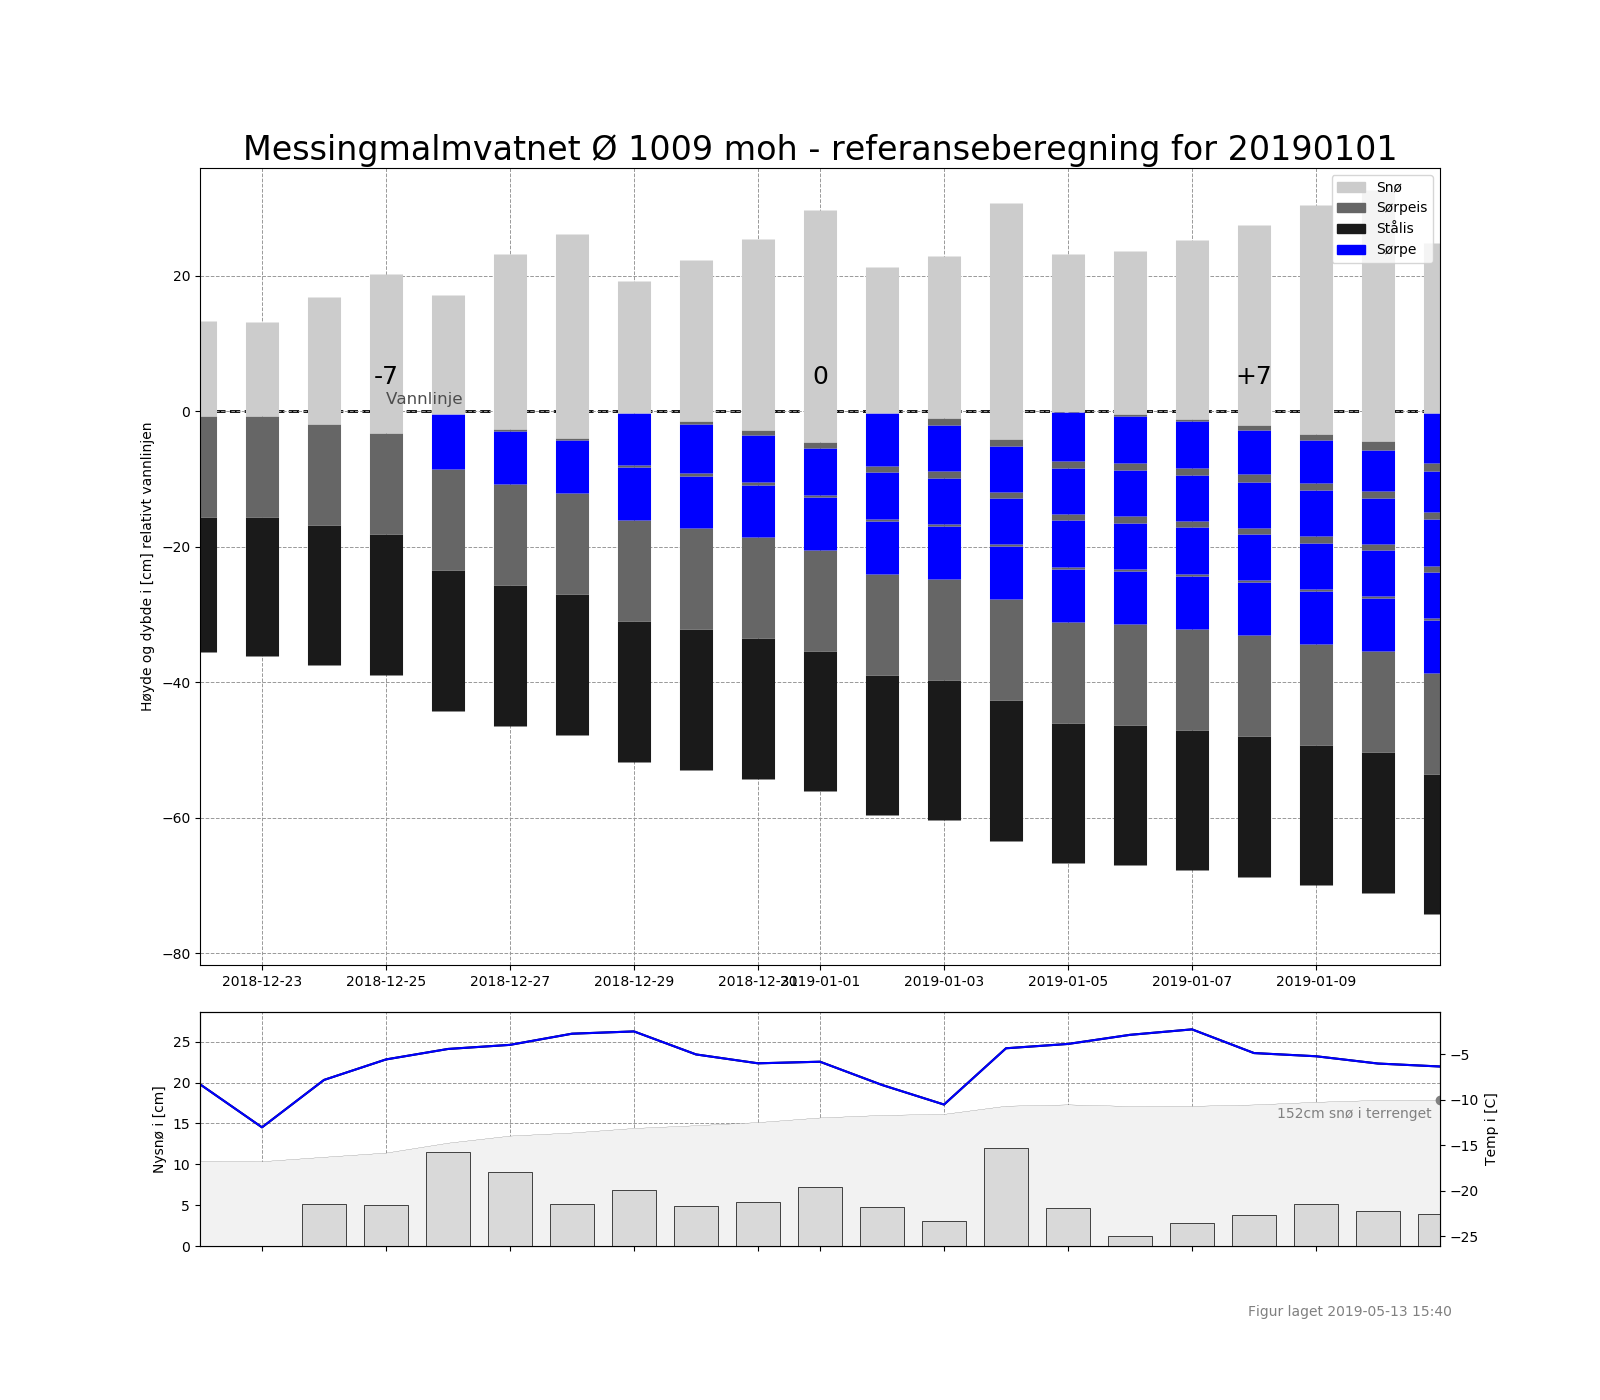 Messingmalmvatnet Ø 1009 moh - referanseberegning for 20190101
Snø
Sørpeis
Stålis
Sørpe
Høyde og dybde i [cm] relativt vannlinjen
20
0
−20
−40
−60
−80
-7
0
+7
Vannlinje
2018-12-23 2018-12-25 2018-12-27 2018-12-29 2018-12-31 2019-01-01 2019-01-03 2019-01-05 2019-01-07 2019-01-09
Nysnø i [cm]
25
20
15
10
5
0
152cm snø i terrenget
−5
−10
−15
−20
−25
Temp i [C]
Figur laget 2019-05-13 15:40